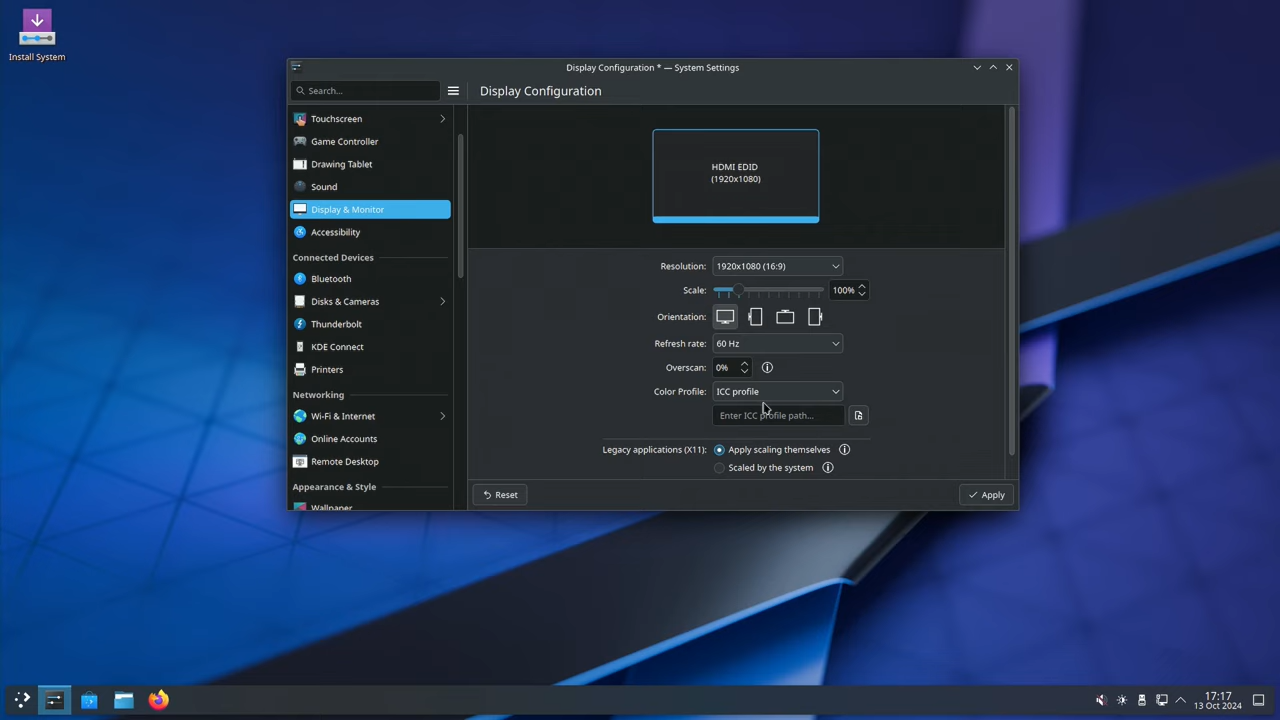 Install System
Display Configuration * — System Settings
Search...
Display Configuration
Touchscreen
Game Controller
Drawing Tablet
Sound
Display & Monitor
Accessibility
Connected Devices
Bluetooth
Disks & Cameras
Thunderbolt
KDE Connect
Printers
Networking
Wi-Fi & Internet
Online Accounts
Remote Desktop
Appearance & Style
Wallpaper
HDMI EDID
(1920x1080)
Resolution: 1920x1080 (16:9)
Scale: 100%
Orientation:
Refresh rate: 60 Hz
Overscan: 0%
Color Profile: ICC profile
Enter ICC profile path...
Legacy applications (X11): Apply scaling themselves
Scaled by the system
Reset
Apply
17:17
13 Oct 2024